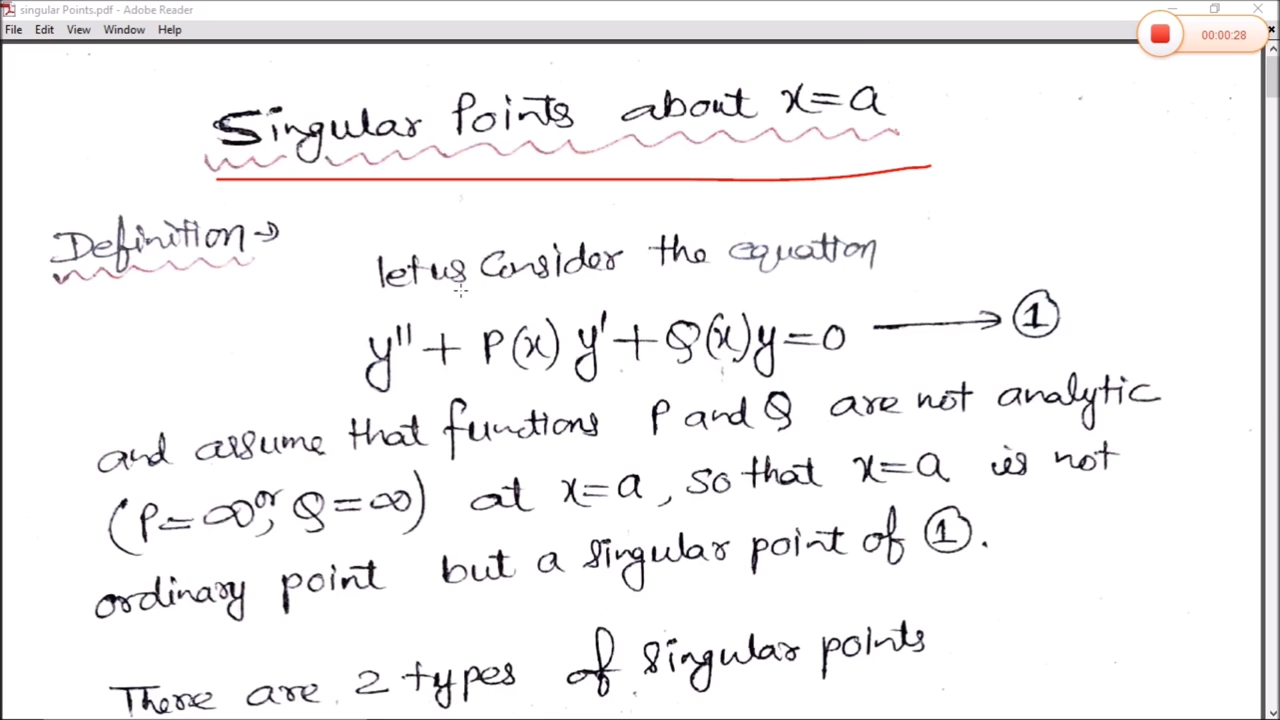 singular Points.pdf - Adobe Reader
File Edit View Window Help
00:00:28
Singular Points about x=a
Definition→
let us Consider the equation
y'' + P(x) y' + Q(x)y=0 → ①
and assume that functions P and Q are not analytic
(P=∞ or, Q=∞) at x=a, so that x=a is not
ordinary point but a singular point of ①.
There are 2 types of singular points